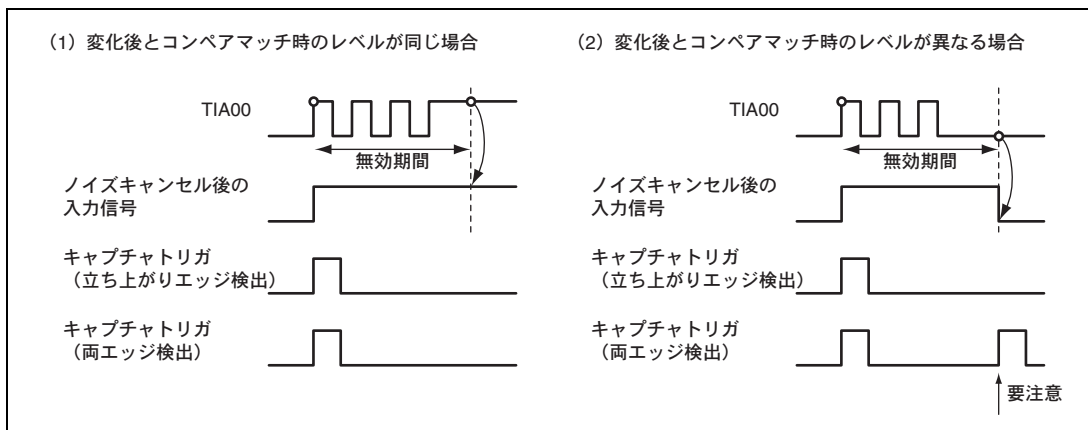 (1) 変化後とコンペアマッチ時のレベルが同じ場合
TIA00
無効期間
ノイズキャンセル後の
入力信号
キャプチャトリガ
(立ち上がりエッジ検出)
キャプチャトリガ
(両エッジ検出)
(2) 変化後とコンペアマッチ時のレベルが異なる場合
TIA00
無効期間
ノイズキャンセル後の
入力信号
キャプチャトリガ
(立ち上がりエッジ検出)
キャプチャトリガ
(両エッジ検出)
要注意